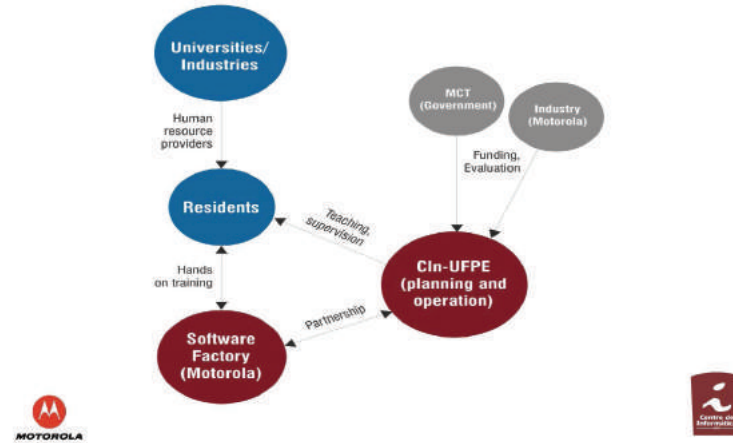 Universities/
Industries
MCT
(Government)
Industry
(Motorola)
Human
resource
providers
Funding,
Evaluation
Residents
Teaching,
supervision
CIn-UFPE
(planning and
operation)
Hands
on training
Partnership
Software
Factory
(Motorola)
MOTOROLA
Centro de
Informática